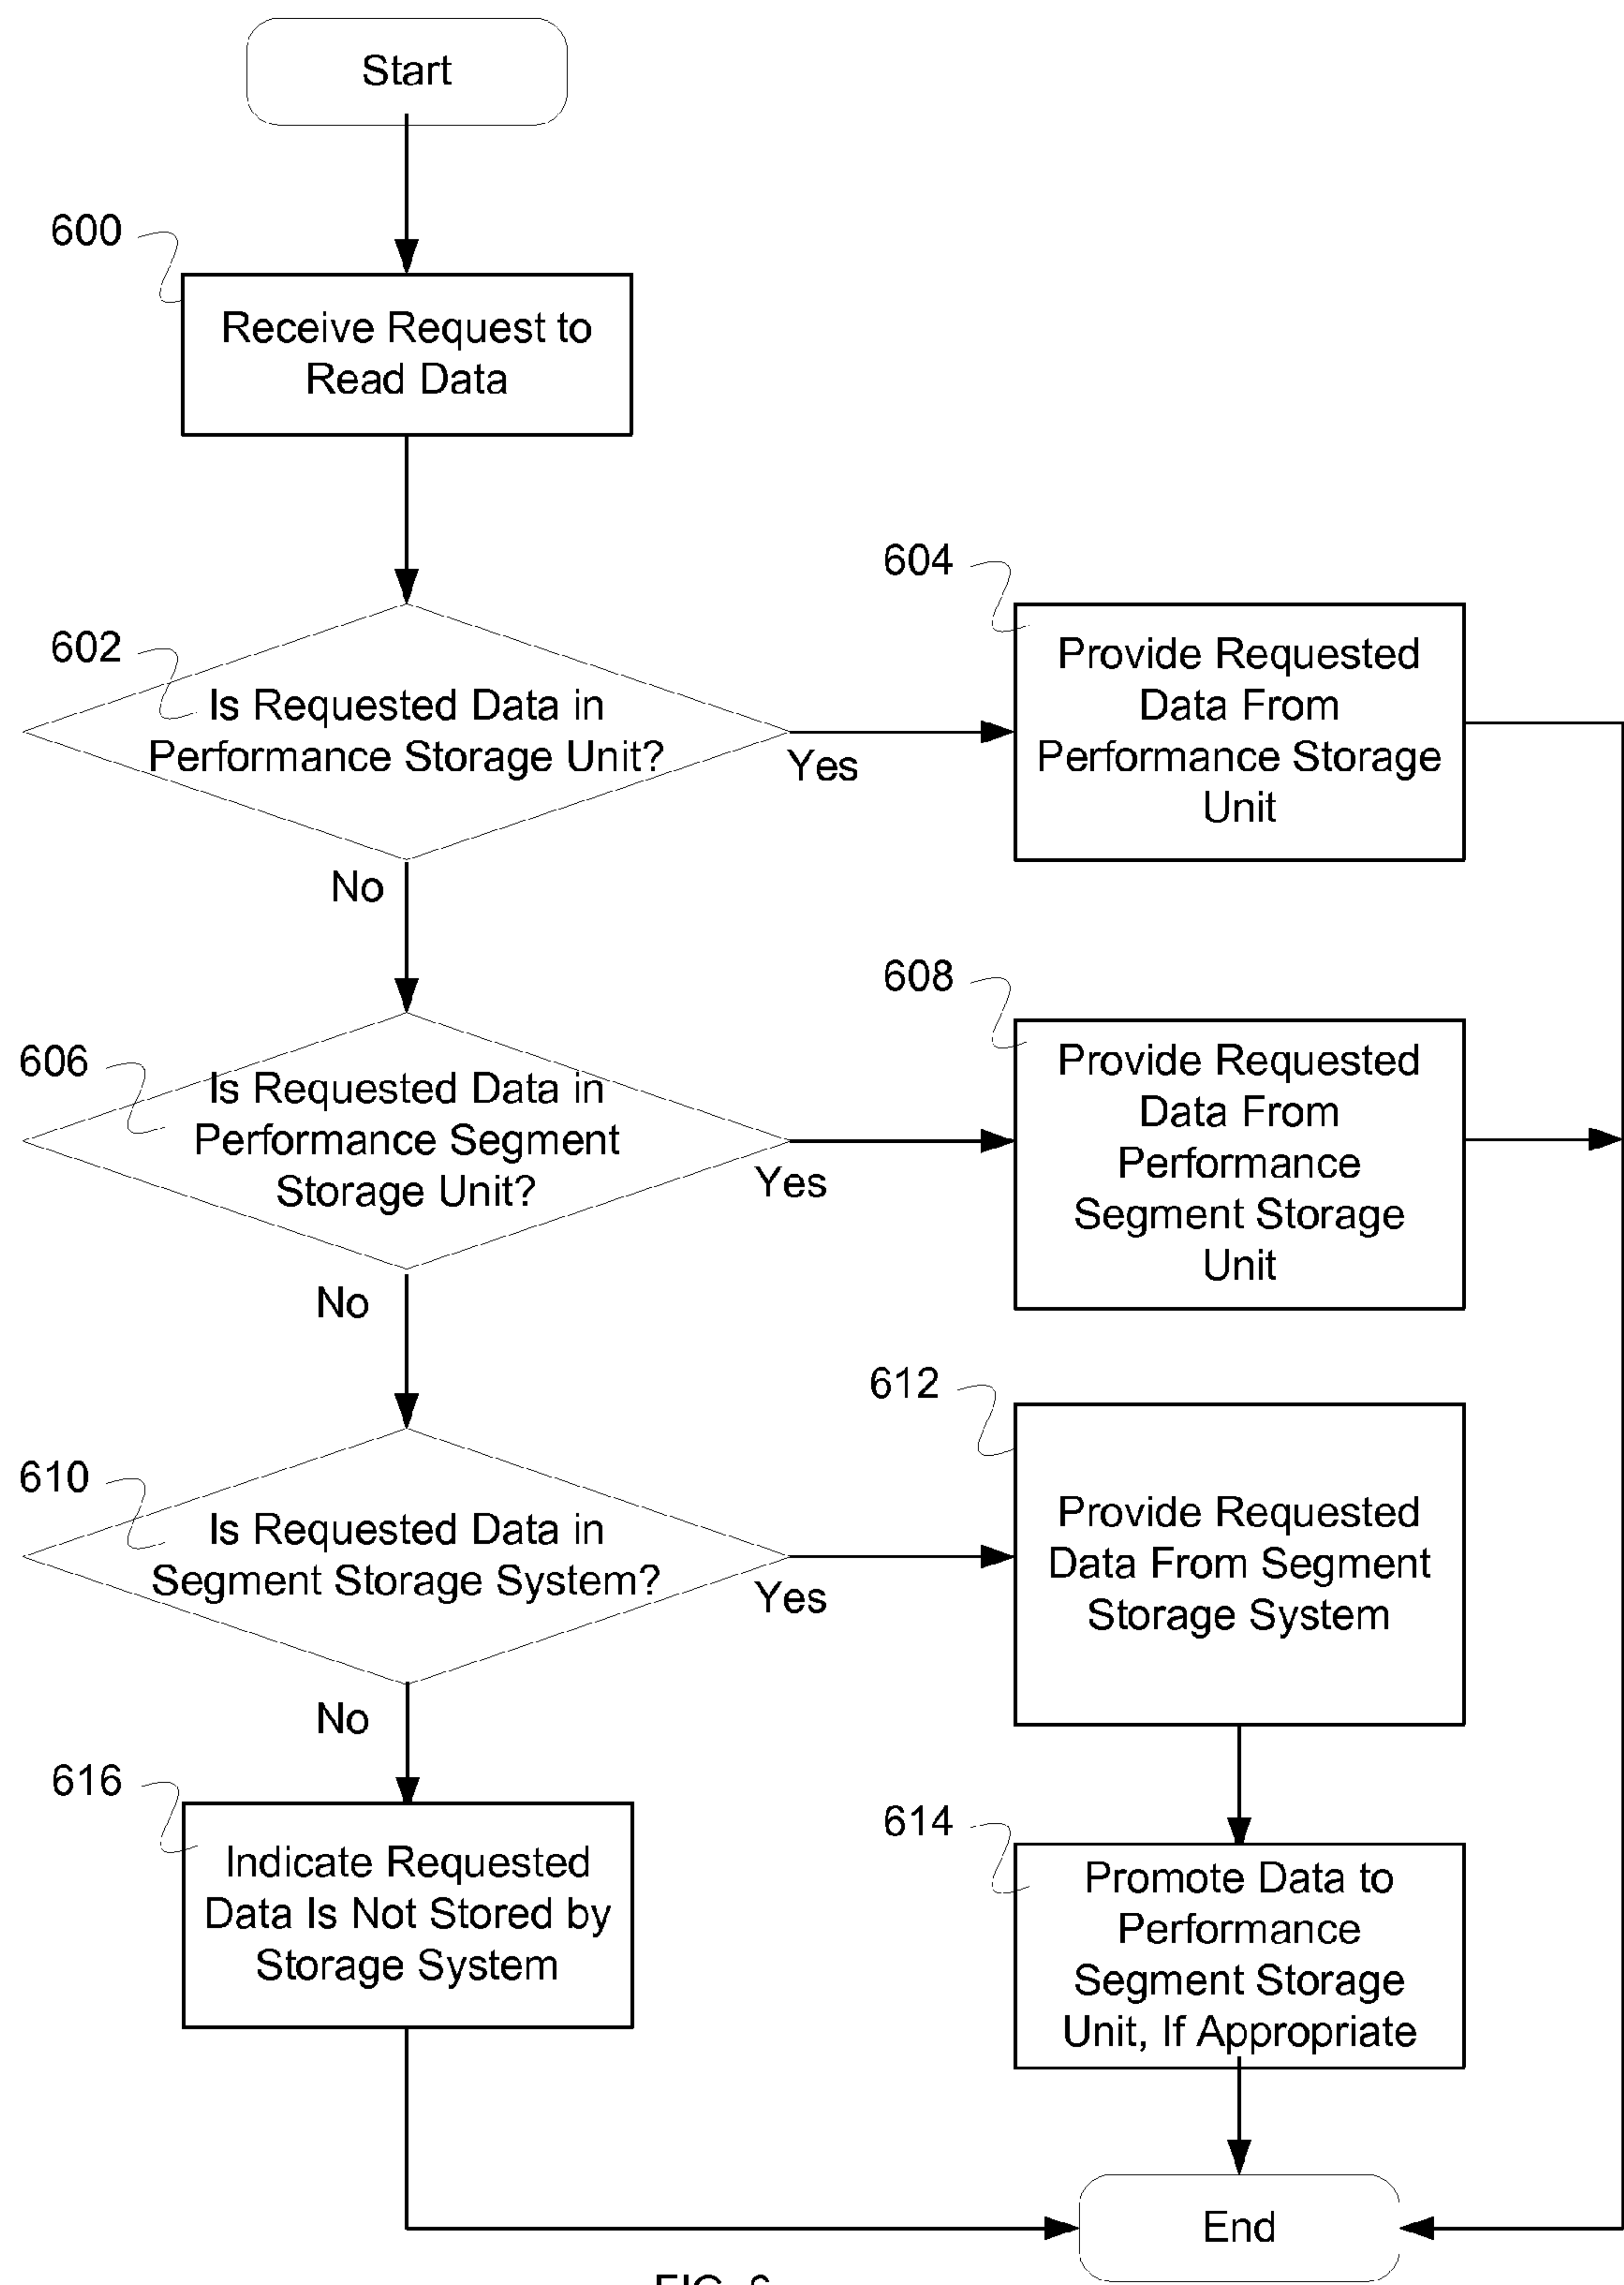 Start
600
Receive Request to
Read Data
602
Is Requested Data in
Performance Storage Unit?
Yes
No
604
Provide Requested
Data From
Performance Storage
Unit
606
Is Requested Data in
Performance Segment
Storage Unit?
Yes
No
608
Provide Requested
Data From
Performance
Segment Storage
Unit
610
Is Requested Data in
Segment Storage System?
Yes
No
612
Provide Requested
Data From Segment
Storage System
616
Indicate Requested
Data Is Not Stored by
Storage System
614
Promote Data to
Performance
Segment Storage
Unit, If Appropriate
End
FIG. 6